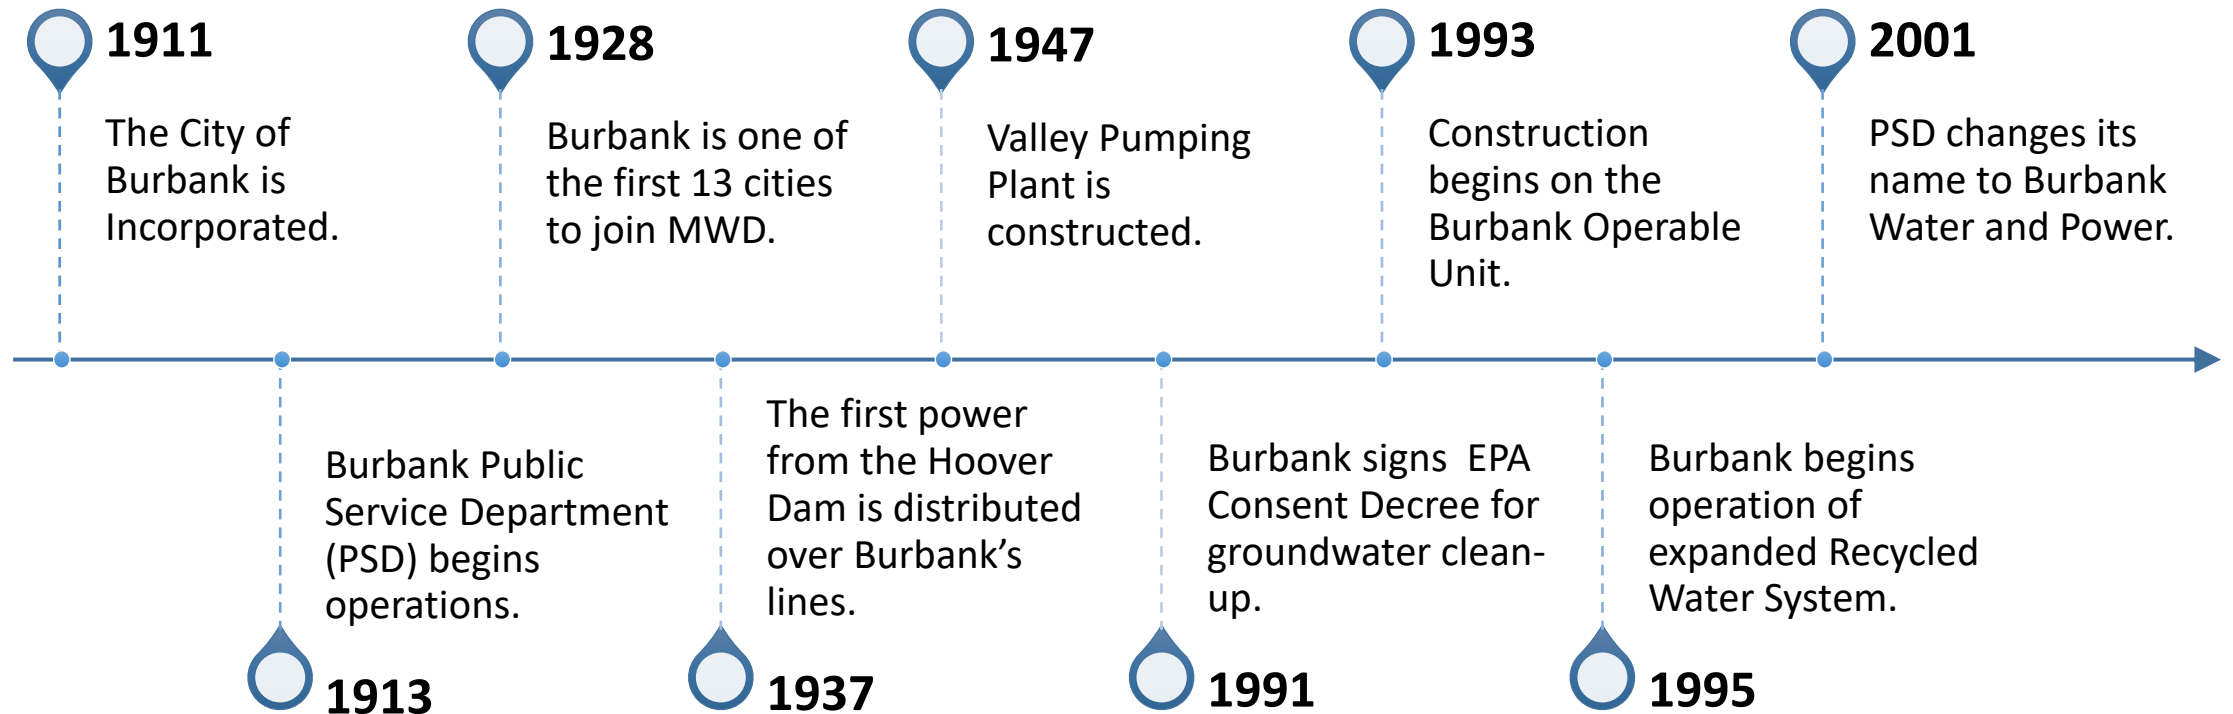 1911
The City of
Burbank is
Incorporated.
1913
Burbank Public
Service Department
(PSD) begins
operations.
1928
Burbank is one of
the first 13 cities
to join MWD.
1937
The first power
from the Hoover
Dam is distributed
over Burbank’s
lines.
1947
Valley Pumping
Plant is
constructed.
1991
Burbank signs  EPA
Consent Decree for
groundwater clean-
up.
1993
Construction
begins on the
Burbank Operable
Unit.
1995
Burbank begins
operation of
expanded Recycled
Water System.
2001
PSD changes its
name to Burbank
Water and Power.